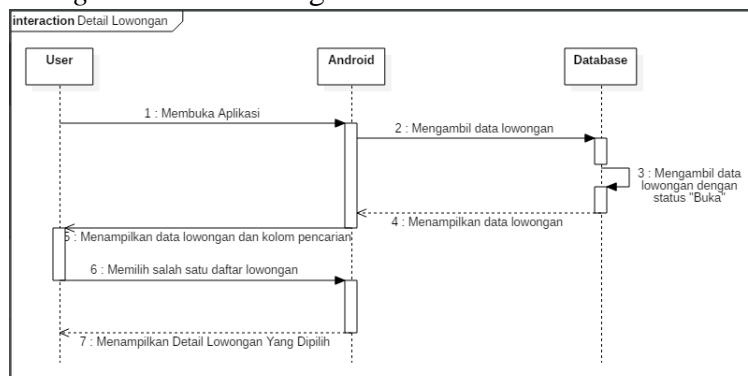 interaction Detail Lowongan
User
Android
Database
1 : Membuka Aplikasi
2 : Mengambil data lowongan
3 : Mengambil data
lowongan dengan
status "Buka"
4 : Menampilkan data lowongan
5 : Menampilkan data lowongan dan kolom pencarian
6 : Memilih salah satu daftar lowongan
7 : Menampilkan Detail Lowongan Yang Dipilih